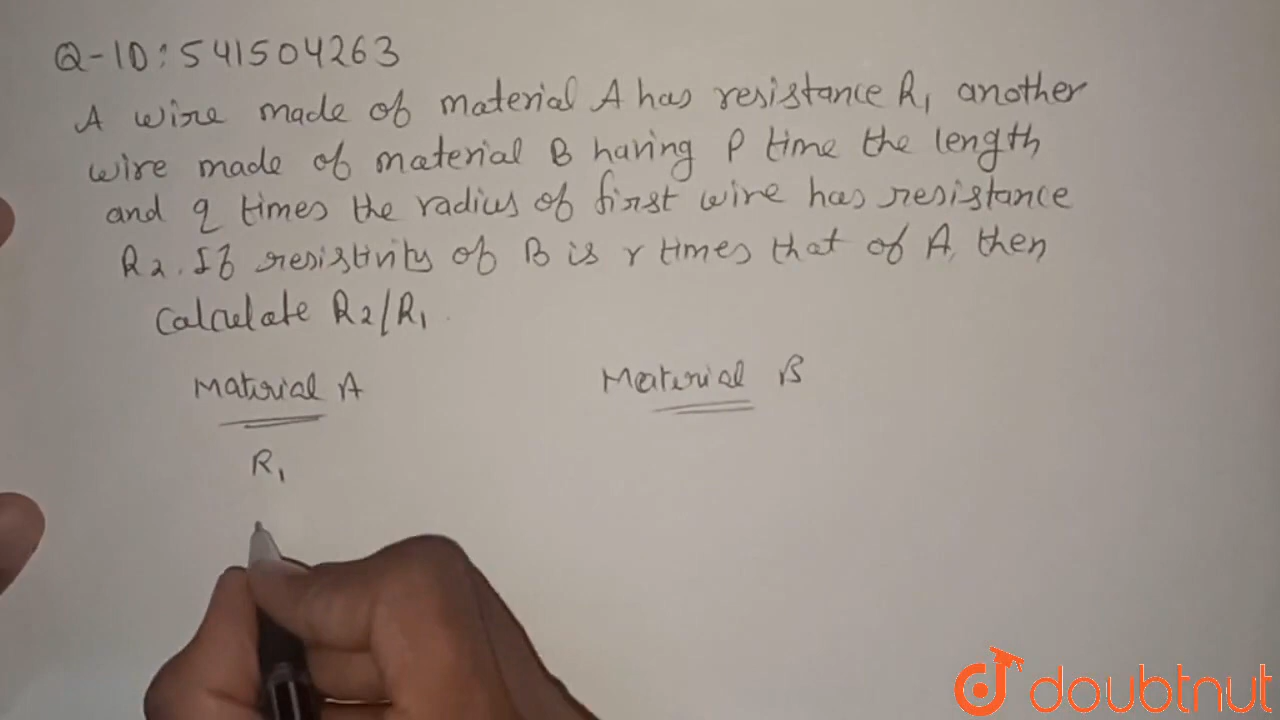 Q-ID: 541504263
A wire made of material A has resistance R1 another
wire made of material B having P time the length
and q times the radius of first wire has resistance
R2. If resistivity of B is r times that of A, then
Calculate R2/R1.
Material A
Material B
R1
doubtnut